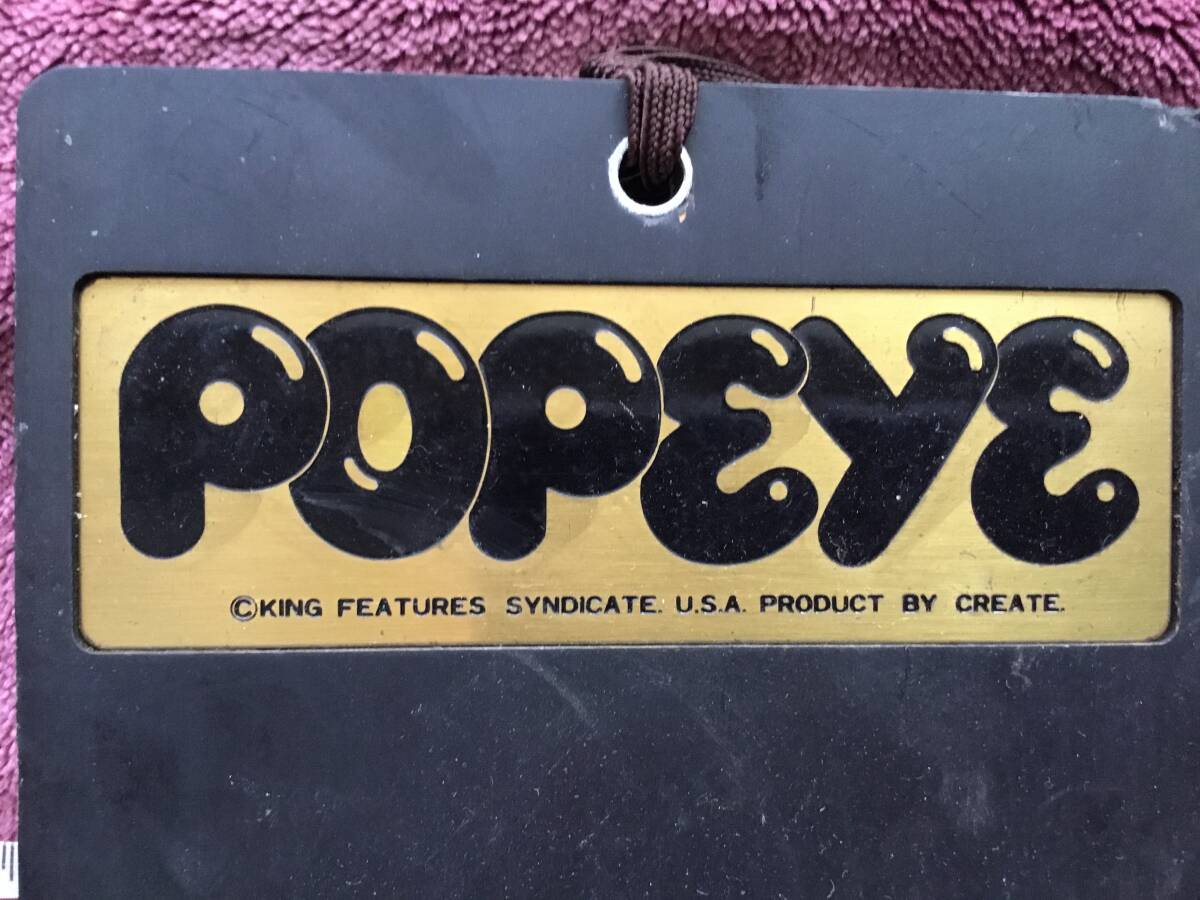 POPEYE
©KING FEATURES SYNDICATE. U.S.A. PRODUCT BY CREATE.